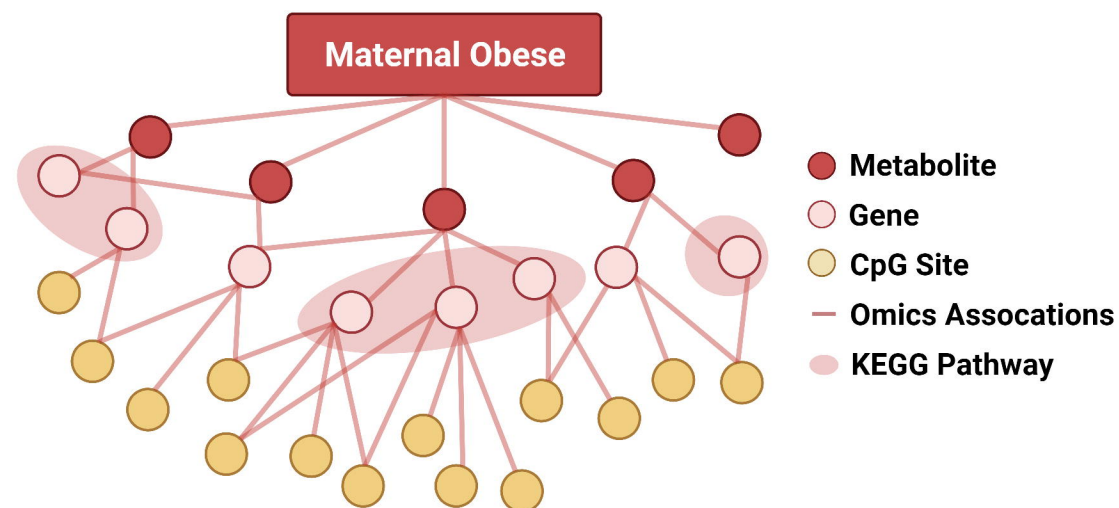 Maternal Obese
Metabolite
Gene
CpG Site
Omics Assocations
KEGG Pathway